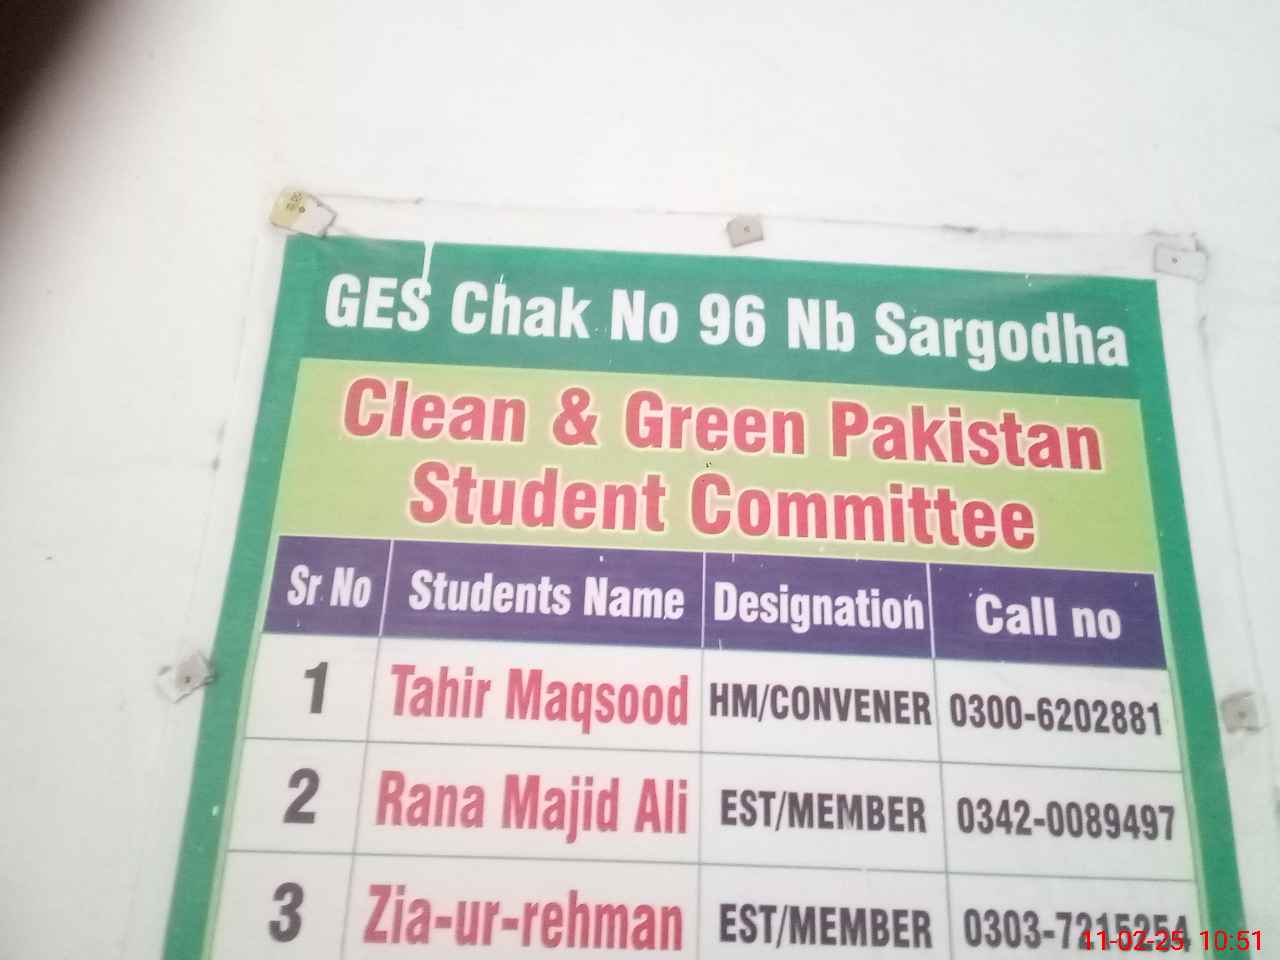 GES Chak No 96 Nb Sargodha
Clean & Green Pakistan
Student Committee
Sr No Students Name Designation Call no
1 Tahir Maqsood HM/CONVENER 0300-6202881
2 Rana Majid Ali EST/MEMBER 0342-0089497
3 Zia-ur-rehman EST/MEMBER
11-02-25 10:51